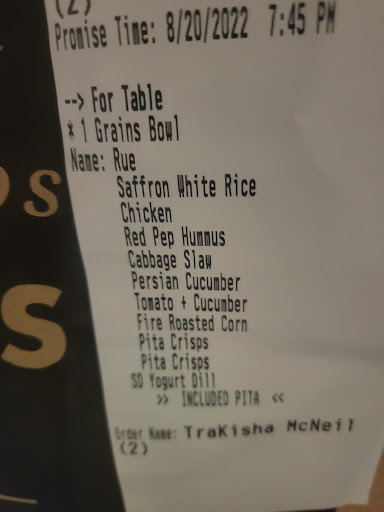 (2)
Promise Time: 8/20/2022 7:45 PM
--> For Table
* 1 Grains Bowl
Name: Rue
Saffron White Rice
Chicken
Red Pep Hummus
Cabbage Slaw
Persian Cucumber
Tomato + Cucumber
Fire Roasted Corn
Pita Crisps
Pita Crisps
SD Yogurt Dill
>> INCLUDED PITA <<
Order Name: TraKisha McNeil
(2)